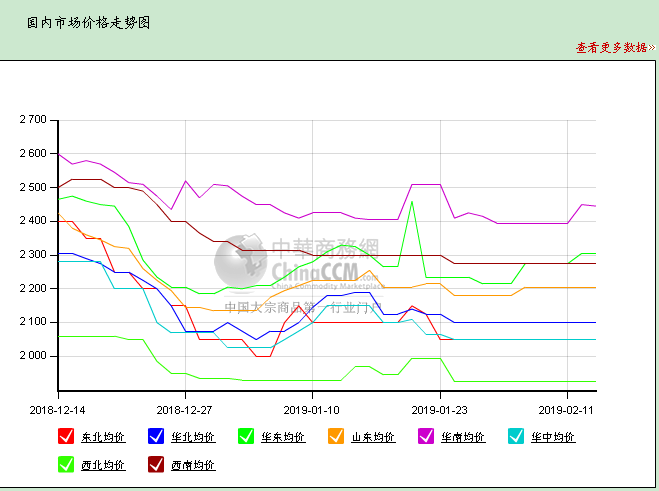 国内市场价格走势图
查看更多数据»
2 700
2 600
2 500
2 400
2 300
2 200
2 100
2 000
中華商務網
ChinaCCM.com
China Commodity Marketplace
中国大宗商品第一行业门户
2018-12-14 2018-12-27 2019-01-10 2019-01-23 2019-02-11
东北均价 华北均价 华东均价 山东均价 华南均价 华中均价
西北均价 西南均价